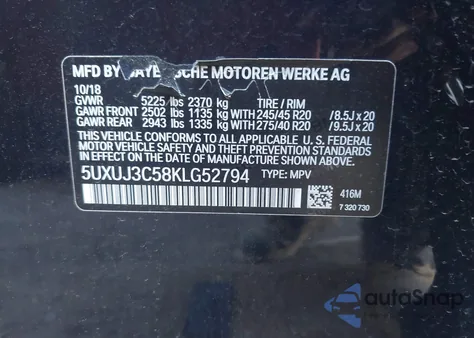 MFD BY BAYERISCHE MOTOREN WERKE AG
10/18
GVWR 5225 lbs 2370 kg TIRE / RIM
GAWR FRONT 2502 lbs 1135 kg WITH 245/45 R20 /8.5J x 20
GAWR REAR 2943 lbs 1335 kg WITH 275/40 R20 /9.5J x 20
THIS VEHICLE CONFORMS TO ALL APPLICABLE U.S. FEDERAL
MOTOR VEHICLE SAFETY STANDARDS IN EFFECT ON THE
DATE OF MANUFACTURE SHOWN ABOVE.
5UXUJ3C58KLG52794 TYPE: MPV
416M
7 320 730
autoSnap